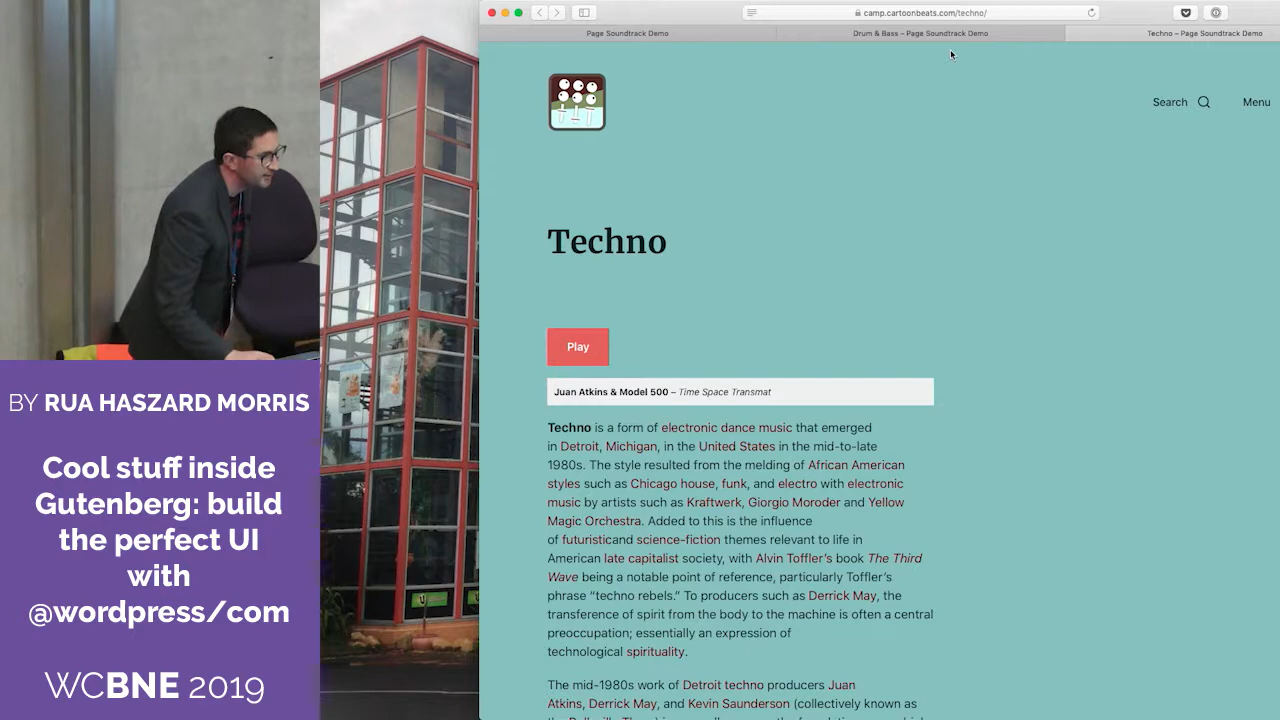 BY RUA HASZARD MORRIS
Cool stuff inside
Gutenberg: build
the perfect UI
with
@wordpress/com
WCBNE 2019
camp.cartoonbeats.com/techno/
Page Soundtrack Demo
Drum & Bass – Page Soundtrack Demo
Techno – Page Soundtrack Demo
Search
Menu
Techno
Play
Juan Atkins & Model 500 – Time Space Transmat
Techno is a form of electronic dance music that emerged
in Detroit, Michigan, in the United States in the mid-to-late
1980s. The style resulted from the melding of African American
styles such as Chicago house, funk, and electro with electronic
music by artists such as Kraftwerk, Giorgio Moroder and Yellow
Magic Orchestra. Added to this is the influence
of futuristicand science-fiction themes relevant to life in
American late capitalist society, with Alvin Toffler's book The Third
Wave being a notable point of reference, particularly Toffler's
phrase “techno rebels.” To producers such as Derrick May, the
transference of spirit from the body to the machine is often a central
preoccupation; essentially an expression of
technological spirituality.
The mid-1980s work of Detroit techno producers Juan
Atkins, Derrick May, and Kevin Saunderson (collectively known as